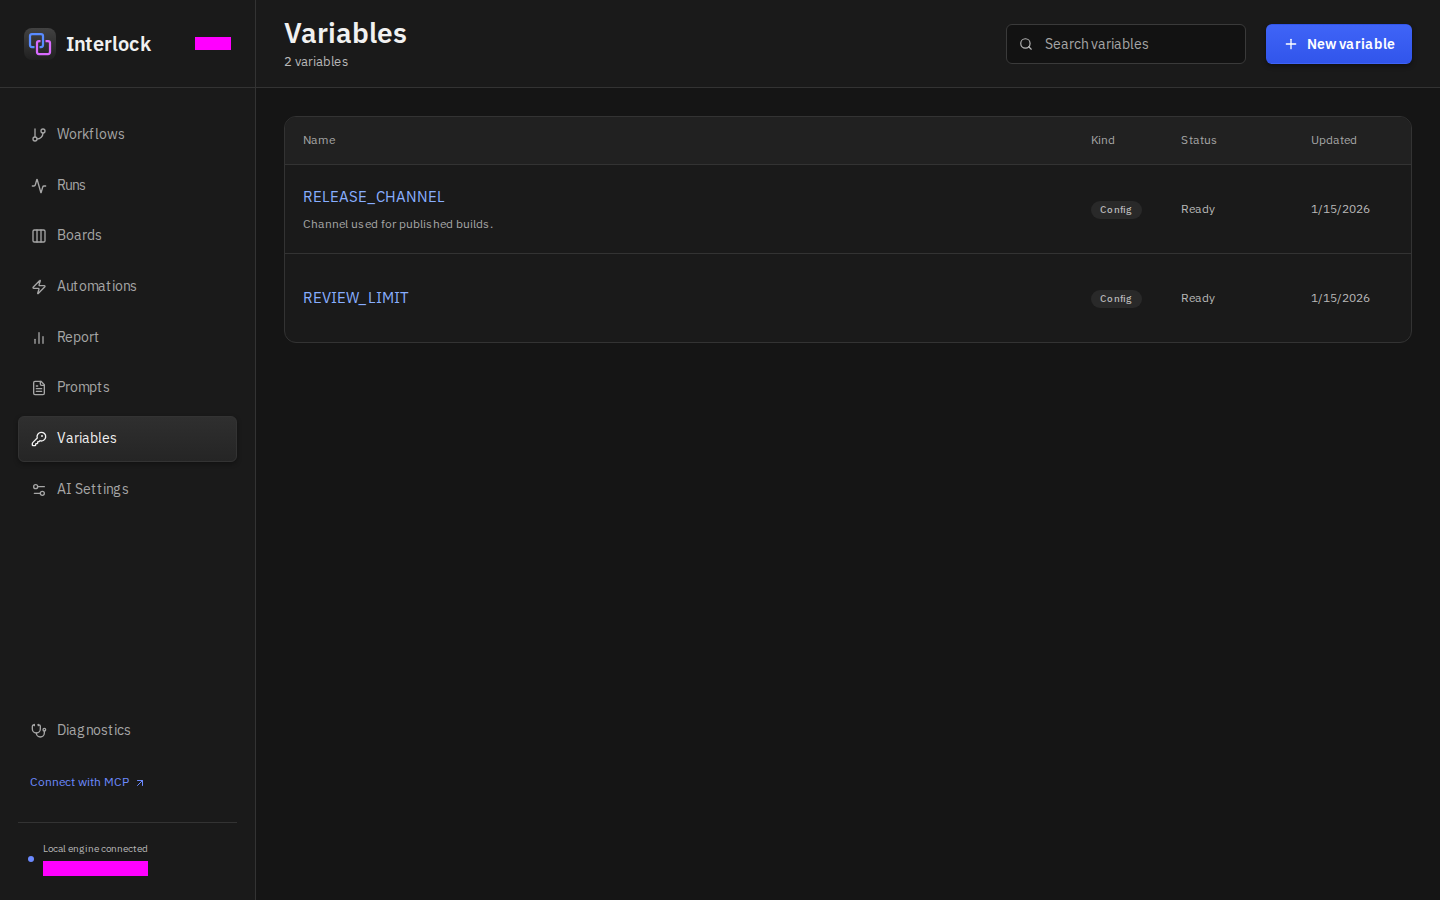 Interlock
Variables
2 variables
Search variables
New variable
Workflows
Runs
Boards
Automations
Report
Prompts
Variables
AI Settings
Name Kind Status Updated
RELEASE_CHANNEL
Channel used for published builds.
Config Ready 1/15/2026
REVIEW_LIMIT Config Ready 1/15/2026
Diagnostics
Connect with MCP
Local engine connected